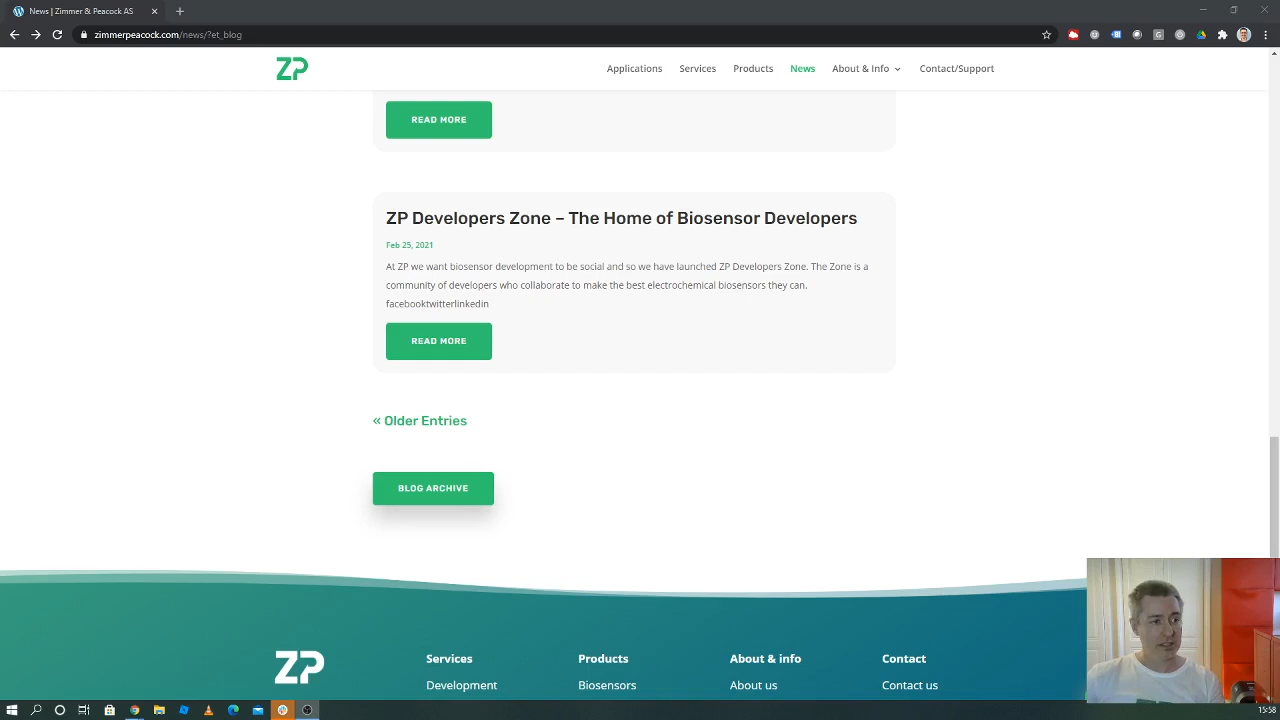 News | Zimmer & Peacock AS
zimmerpeacock.com/news/?et_blog
ZP
Applications
Services
Products
News
About & Info
Contact/Support
READ MORE
ZP Developers Zone – The Home of Biosensor Developers
Feb 25, 2021
At ZP we want biosensor development to be social and so we have launched ZP Developers Zone. The Zone is a
community of developers who collaborate to make the best electrochemical biosensors they can.
facebooktwitterlinkedin
READ MORE
« Older Entries
BLOG ARCHIVE
ZP
Services
Products
About & info
Contact
Development
Biosensors
About us
Contact us
15:58